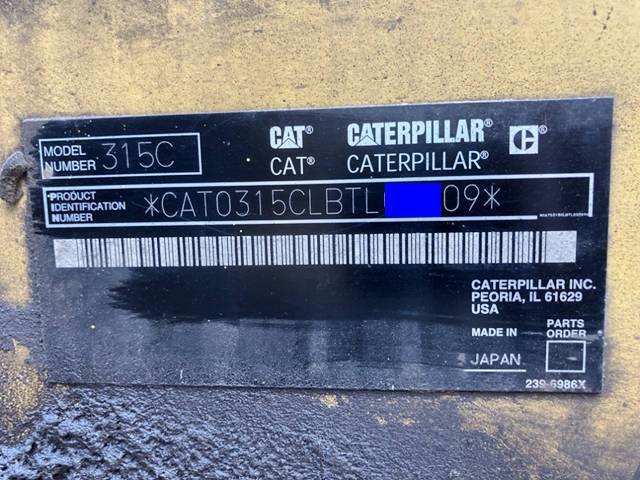 MODEL NUMBER 315C
CAT® CATERPILLAR® C®
CAT® CATERPILLAR®
PRODUCT IDENTIFICATION NUMBER *CAT0315CLBTL 09*
CATERPILLAR INC.
PEORIA, IL 61629
USA
MADE IN JAPAN
PARTS ORDER
239-6986X